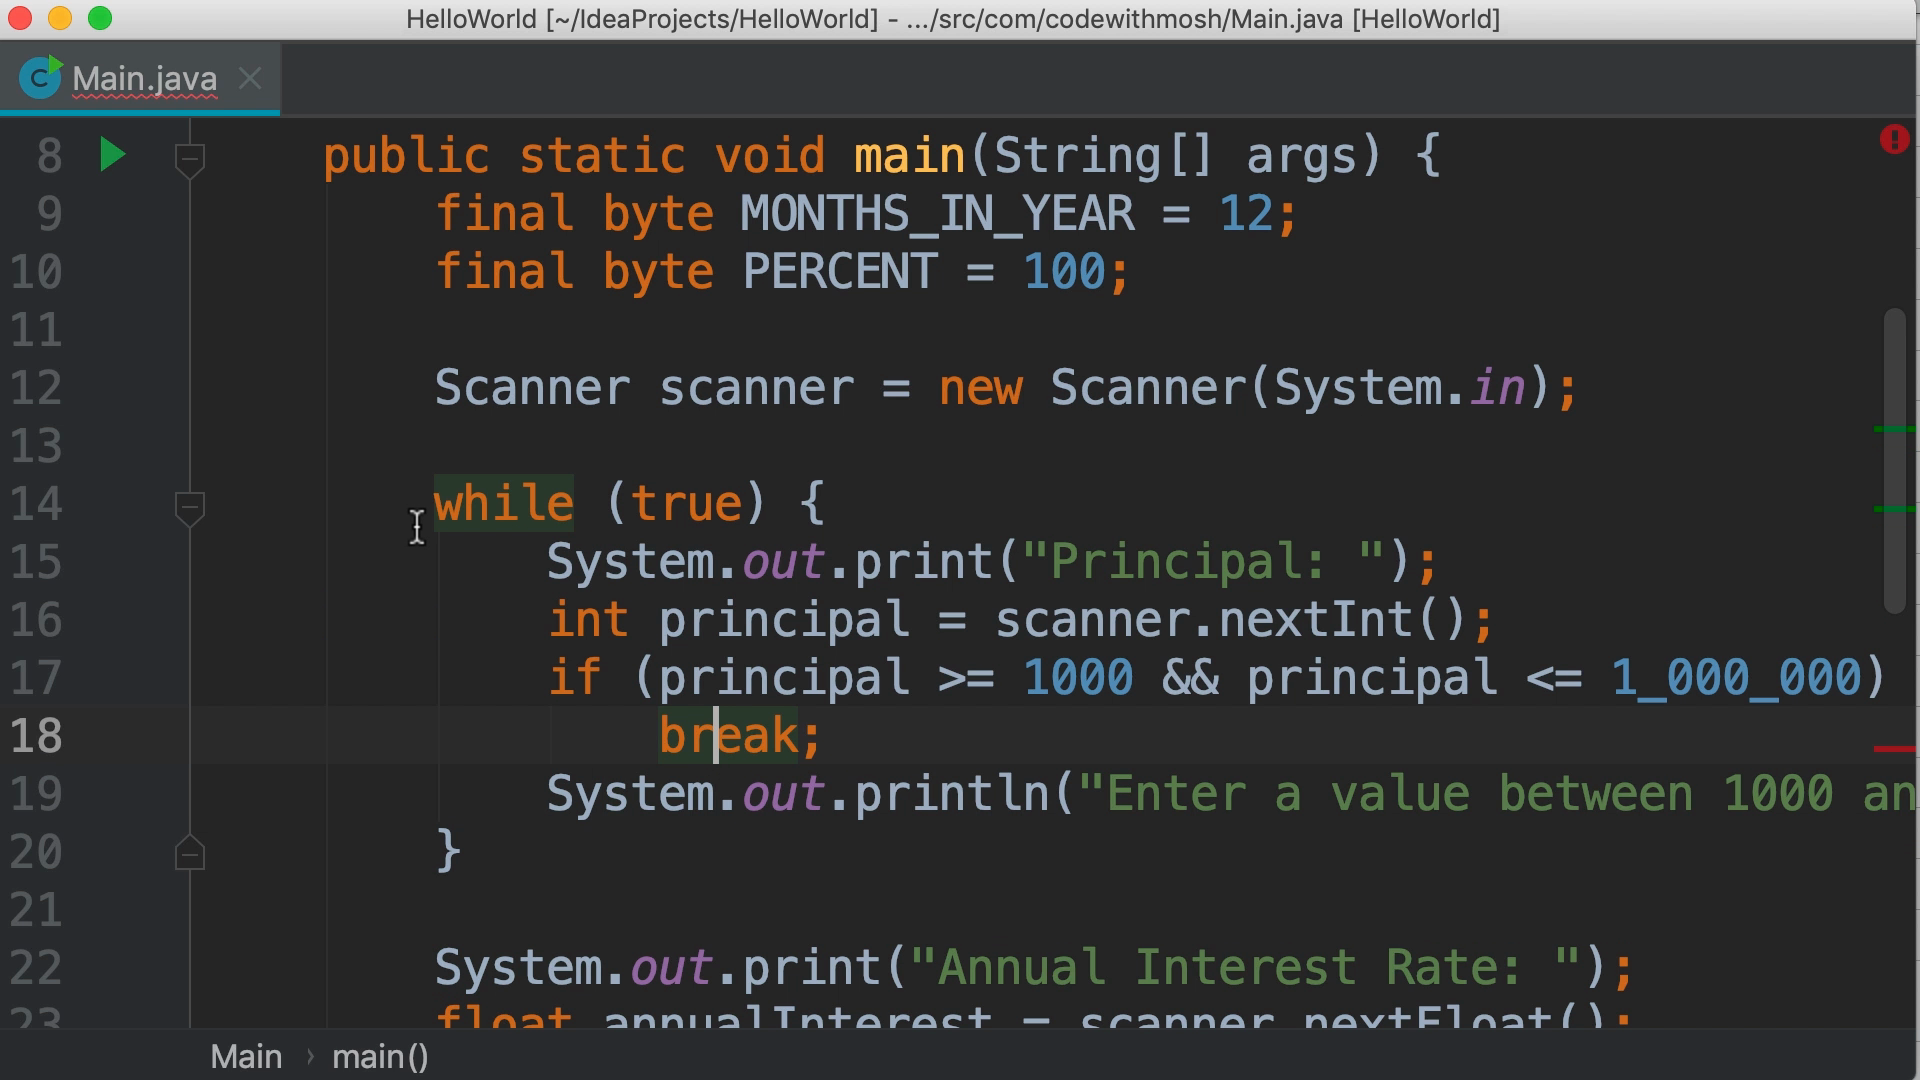 HelloWorld [~/IdeaProjects/HelloWorld] - .../src/com/codewithmosh/Main.java [HelloWorld]
Main.java
8 public static void main(String[] args) {
9 final byte MONTHS_IN_YEAR = 12;
10 final byte PERCENT = 100;
11
12 Scanner scanner = new Scanner(System.in);
13
14 while (true) {
15 System.out.print("Principal: ");
16 int principal = scanner.nextInt();
17 if (principal >= 1000 && principal <= 1_000_000)
18 break;
19 System.out.println("Enter a value between 1000 an
20 }
21
22 System.out.print("Annual Interest Rate: ");
23 float annualInterest = scanner.nextFloat();
Main › main()